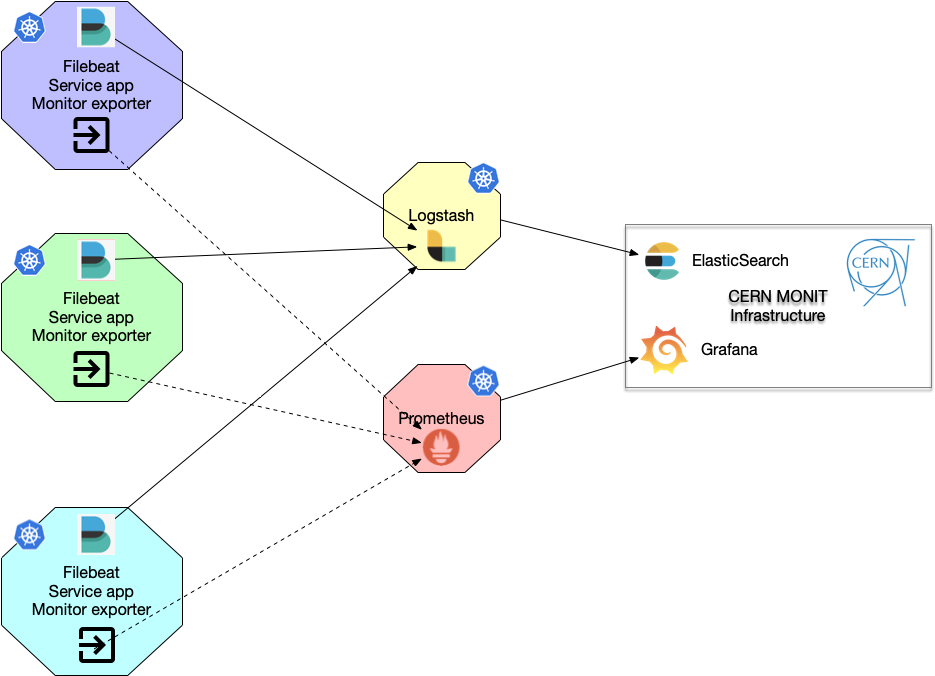 Filebeat
Service app
Monitor exporter
Filebeat
Service app
Monitor exporter
Filebeat
Service app
Monitor exporter
Logstash
Prometheus
ElasticSearch
CERN MONIT
Infrastructure
Grafana
CERN